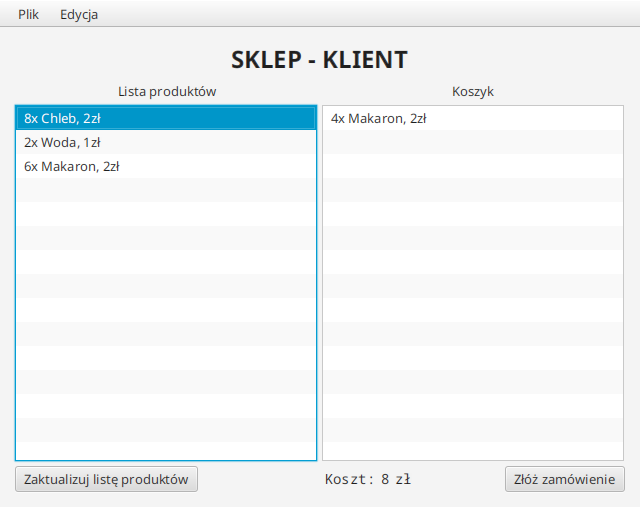 Plik Edycja
SKLEP - KLIENT
Lista produktów
Koszyk
8x Chleb, 2zł
2x Woda, 1zł
6x Makaron, 2zł
4x Makaron, 2zł
Zaktualizuj listę produktów
Koszt: 8 zł
Złóż zamówienie